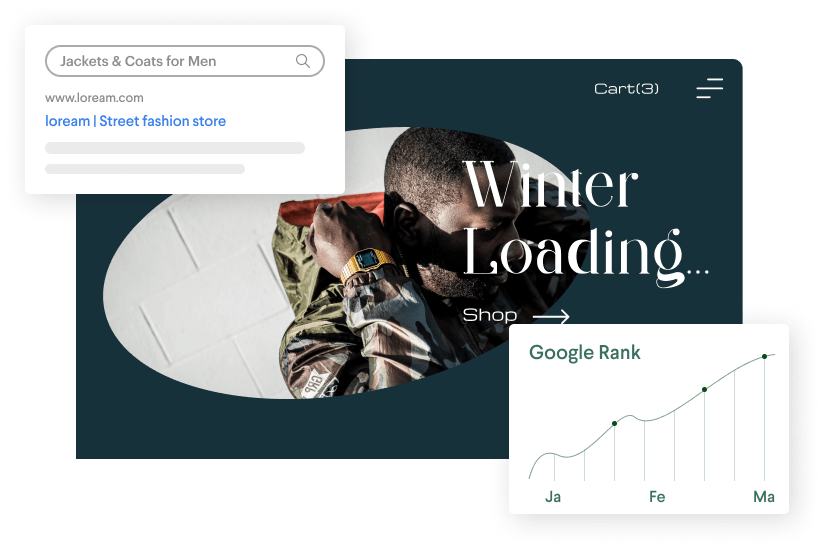 Jackets & Coats for Men
www.loream.com
loream | Street fashion store
Cart(3)
Winter
Loading...
Shop
GRP
Google Rank
Ja
Fe
Ma